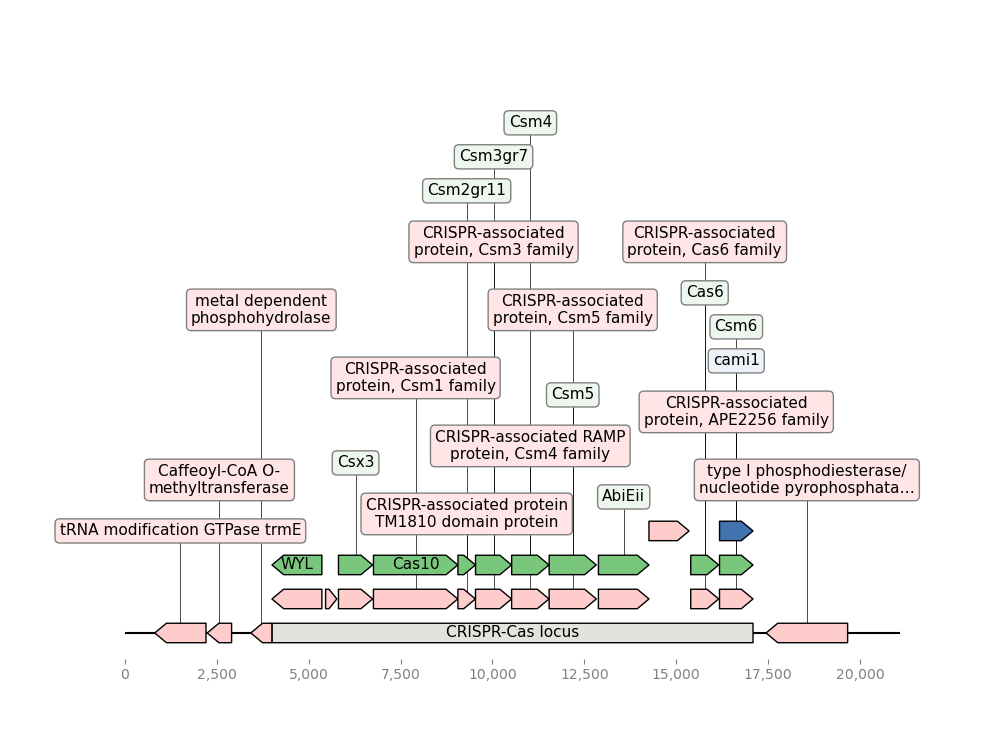 Csm4
Csm3gr7
Csm2gr11
CRISPR-associated
protein, Csm3 family
CRISPR-associated
protein, Cas6 family
Cas6
metal dependent
phosphohydrolase
CRISPR-associated
protein, Csm5 family
Csm6
cami1
CRISPR-associated
protein, Csm1 family
Csm5
CRISPR-associated
protein, APE2256 family
CRISPR-associated RAMP
protein, Csm4 family
Csx3
Caffeoyl-CoA O-
methyltransferase
type I phosphodiesterase/
nucleotide pyrophosphata...
AbiEii
CRISPR-associated protein
TM1810 domain protein
tRNA modification GTPase trmE
WYL
Cas10
CRISPR-Cas locus
0
2,500
5,000
7,500
10,000
12,500
15,000
17,500
20,000